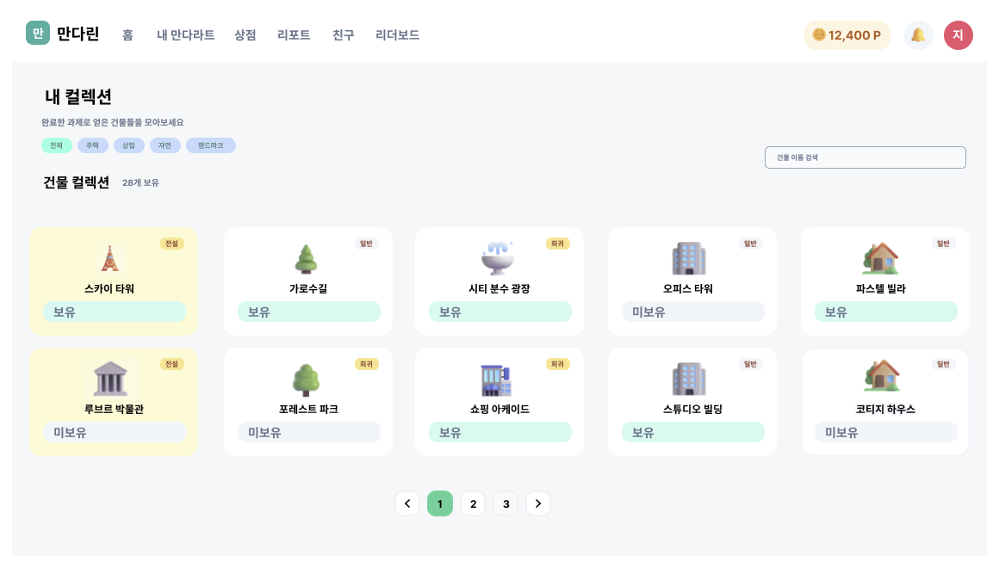 만 만다린 홈 내 만다라트 상점 리포트 친구 리더보드 12,400 P 지
내 컬렉션
완료한 과제로 얻은 건물들을 모아보세요
전체 주택 상업 자연 랜드마크
건물 이름 검색
건물 컬렉션 28개 보유
전설 일반 희귀 일반 일반
스카이 타워 가로수길 시티 분수 광장 오피스 타워 파스텔 빌라
보유 보유 보유 미보유 보유
전설 희귀 희귀 일반 일반
루브르 박물관 포레스트 파크 쇼핑 아케이드 스튜디오 빌딩 코티지 하우스
미보유 미보유 보유 보유 미보유
1 2 3